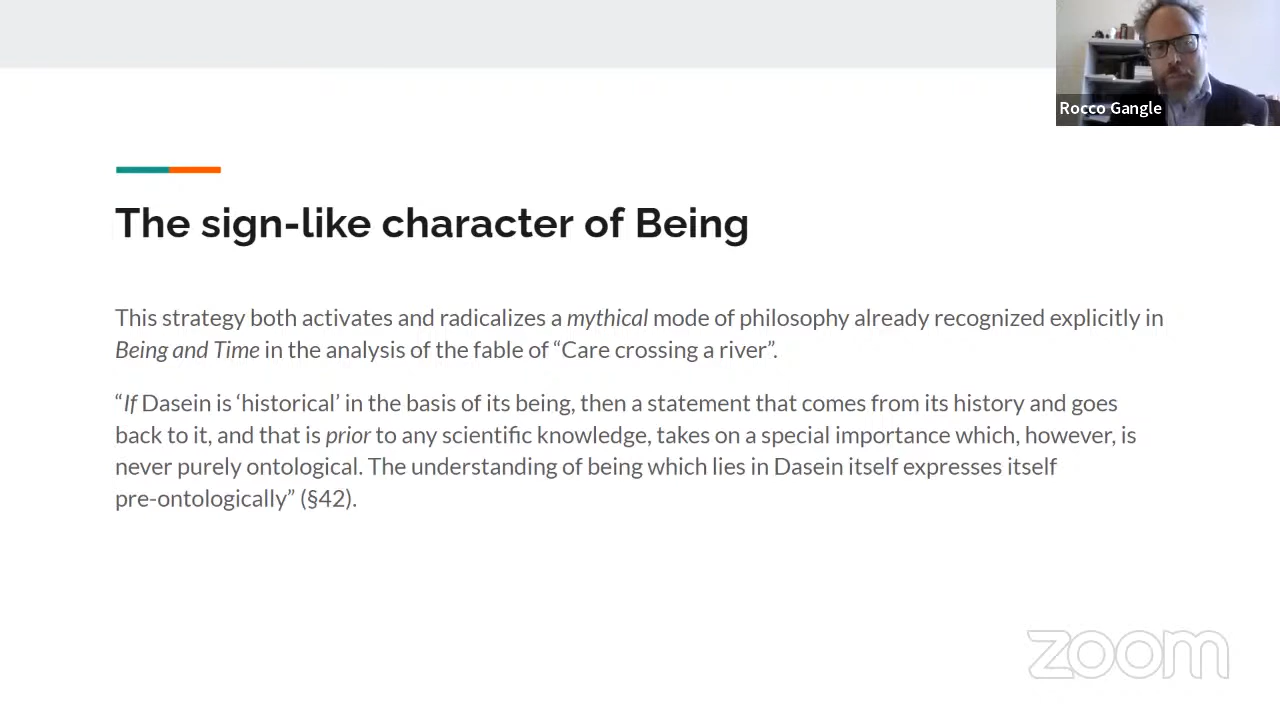 Rocco Gangle
The sign-like character of Being
This strategy both activates and radicalizes a mythical mode of philosophy already recognized explicitly in
Being and Time in the analysis of the fable of “Care crossing a river”.
“If Dasein is ‘historical’ in the basis of its being, then a statement that comes from its history and goes
back to it, and that is prior to any scientific knowledge, takes on a special importance which, however, is
never purely ontological. The understanding of being which lies in Dasein itself expresses itself
pre-ontologically” (§42).
zoom